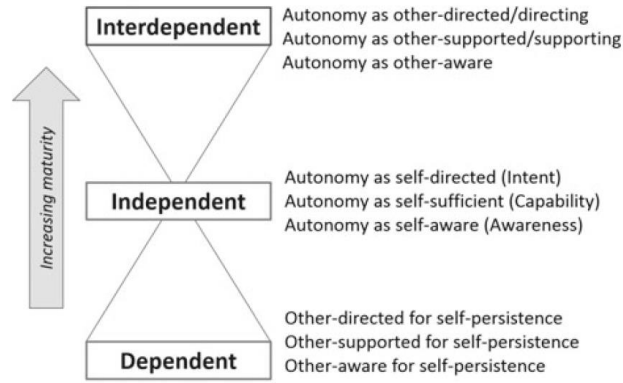 Interdependent
Autonomy as other-directed/directing
Autonomy as other-supported/supporting
Autonomy as other-aware
Increasing maturity
Independent
Autonomy as self-directed (Intent)
Autonomy as self-sufficient (Capability)
Autonomy as self-aware (Awareness)
Dependent
Other-directed for self-persistence
Other-supported for self-persistence
Other-aware for self-persistence